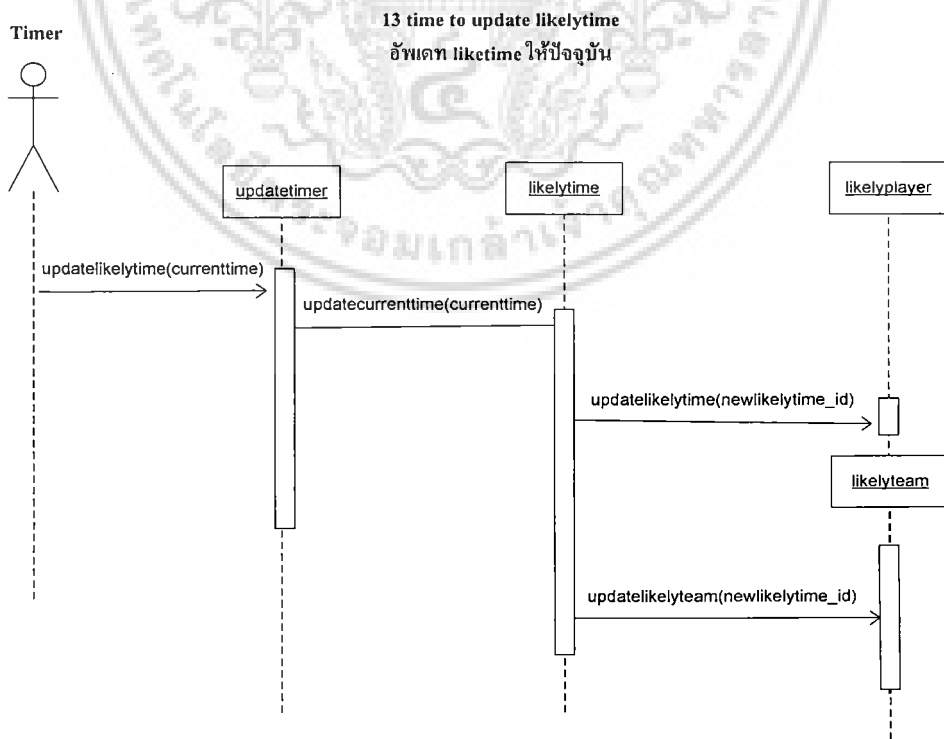 13 time to update likelytime
อัพเดท liketime ให้ปัจจุบัน
Timer
updatetimer
likelytime
likelyplayer
updatelikelytime(currenttime)
updatecurrenttime(currenttime)
updatelikelytime(newlikelytime_id)
likelyteam
updatelikelyteam(newlikelytime_id)